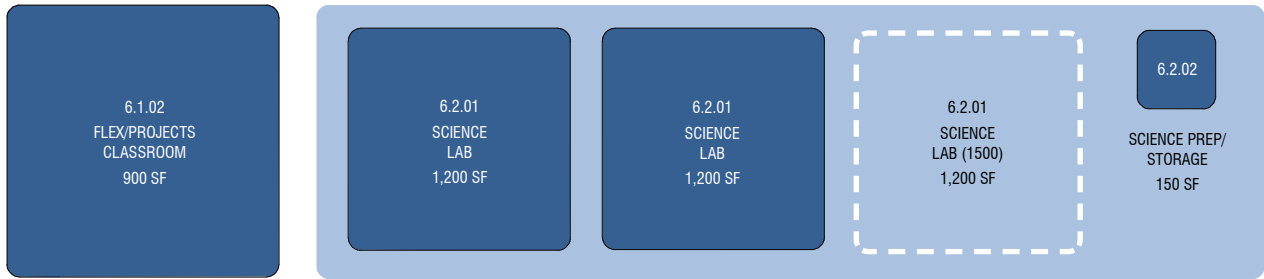 6.1.02
FLEX/PROJECTS
CLASSROOM
900 SF
6.2.01
SCIENCE
LAB
1,200 SF
6.2.01
SCIENCE
LAB
1,200 SF
6.2.01
SCIENCE
LAB (1500)
1,200 SF
6.2.02
SCIENCE PREP/
STORAGE
150 SF